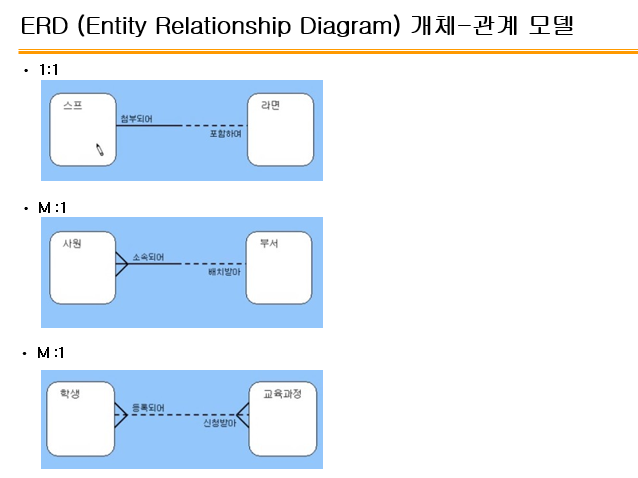 ERD (Entity Relationship Diagram) 개체-관계 모델
• 1:1
스프
라면
첨부되어
포함하여
• M:1
사원
부서
소속되어
배치받아
• M:1
학생
교육과정
등록되어
신청받아